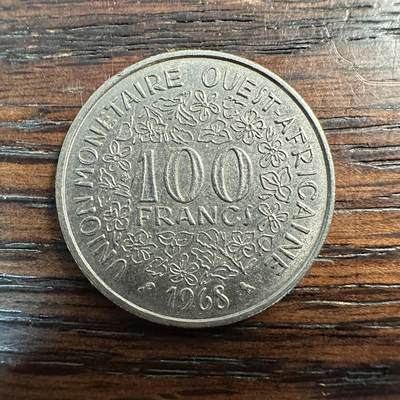 UNION MONETAIRE OUEST-AFRICAINE
100
FRANCS
1968